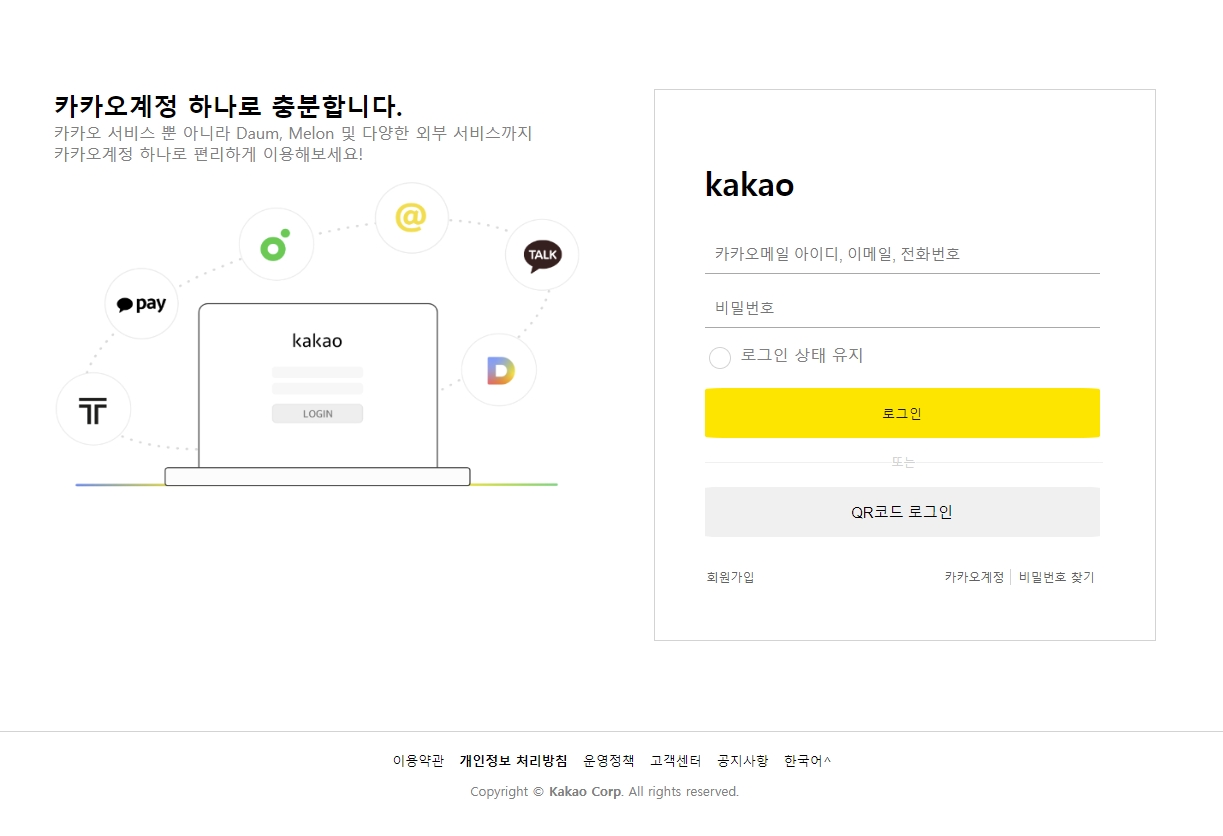 카카오계정 하나로 충분합니다.
카카오 서비스 뿐 아니라 Daum, Melon 및 다양한 외부 서비스까지
카카오계정 하나로 편리하게 이용해보세요!
@
TALK
pay
kakao
D
T
LOGIN
kakao
카카오메일 아이디, 이메일, 전화번호
비밀번호
로그인 상태 유지
로그인
또는
QR코드 로그인
회원가입 카카오계정 비밀번호 찾기
이용약관 개인정보 처리방침 운영정책 고객센터 공지사항 한국어^
Copyright © Kakao Corp. All rights reserved.